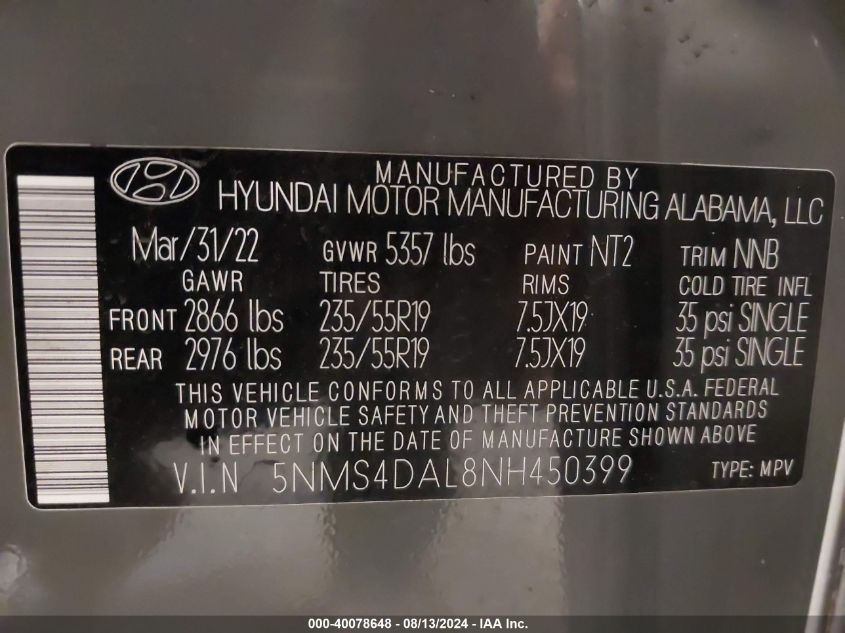 MANUFACTURED BY
HYUNDAI MOTOR MANUFACTURING ALABAMA, LLC
Mar/31/22 GVWR 5357 lbs PAINT NT2 TRIM NNB
GAWR TIRES RIMS COLD TIRE INFL
FRONT 2866 lbs 235/55R19 7.5JX19 35 psi SINGLE
REAR 2976 lbs 235/55R19 7.5JX19 35 psi SINGLE
THIS VEHICLE CONFORMS TO ALL APPLICABLE U.S.A. FEDERAL
MOTOR VEHICLE SAFETY AND THEFT PREVENTION STANDARDS
IN EFFECT ON THE DATE OF MANUFACTURE SHOWN ABOVE
V.I.N 5NMS4DAL8NH450399 TYPE: MPV
000-40078648 - 08/13/2024 - IAA Inc.